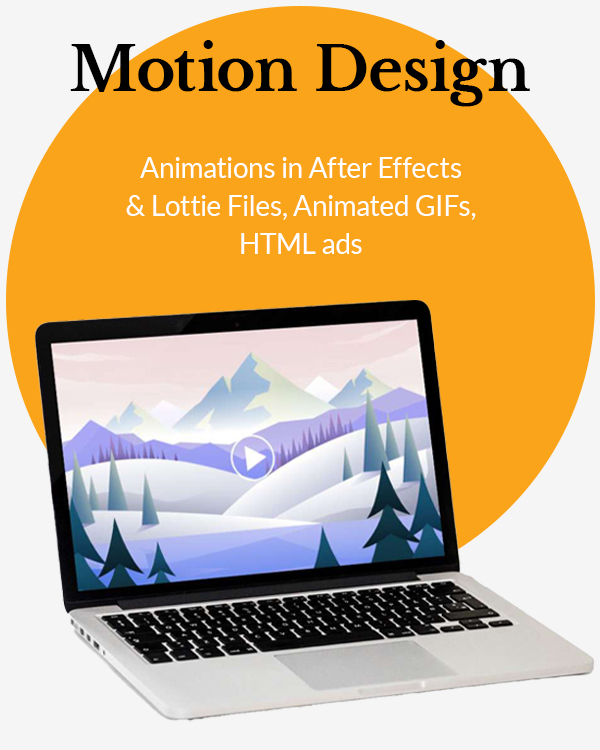 Motion Design
Animations in After Effects
& Lottie Files, Animated GIFs,
HTML ads